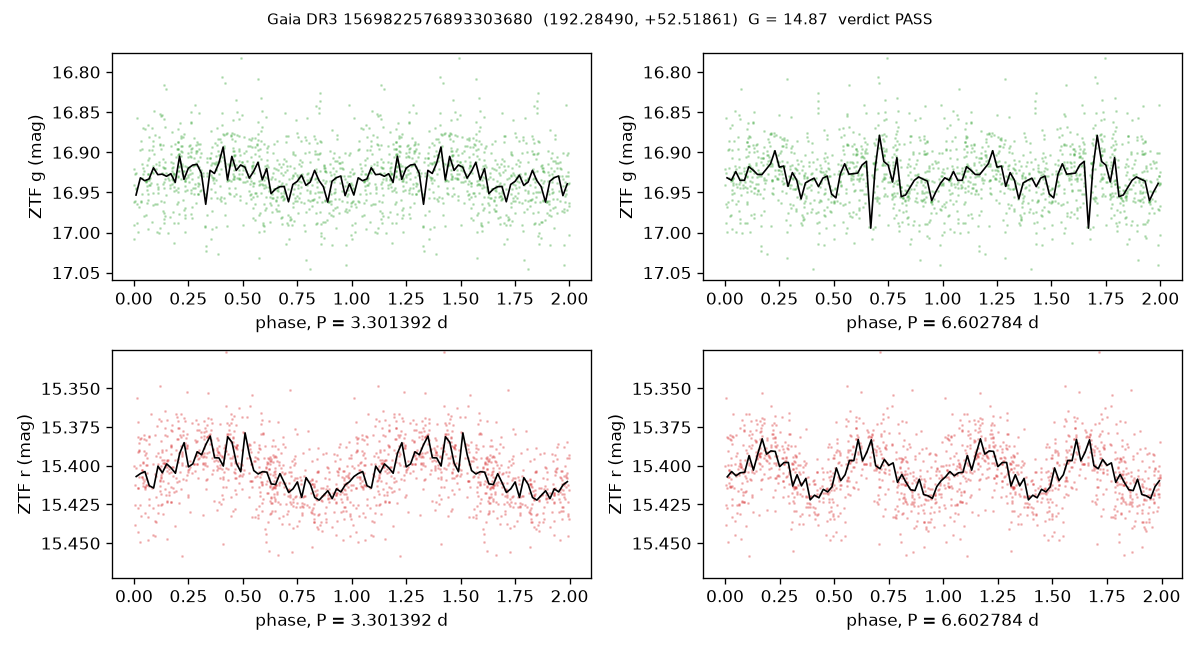 Gaia DR3 1569822576893303680 (192.28490, +52.51861) G = 14.87 verdict PASS
ZTF g (mag)
16.80
16.85
16.90
16.95
17.00
17.05
0.00 0.25 0.50 0.75 1.00 1.25 1.50 1.75 2.00
phase, P = 3.301392 d
ZTF g (mag)
16.80
16.85
16.90
16.95
17.00
17.05
0.00 0.25 0.50 0.75 1.00 1.25 1.50 1.75 2.00
phase, P = 6.602784 d
ZTF r (mag)
15.350
15.375
15.400
15.425
15.450
0.00 0.25 0.50 0.75 1.00 1.25 1.50 1.75 2.00
phase, P = 3.301392 d
ZTF r (mag)
15.350
15.375
15.400
15.425
15.450
0.00 0.25 0.50 0.75 1.00 1.25 1.50 1.75 2.00
phase, P = 6.602784 d